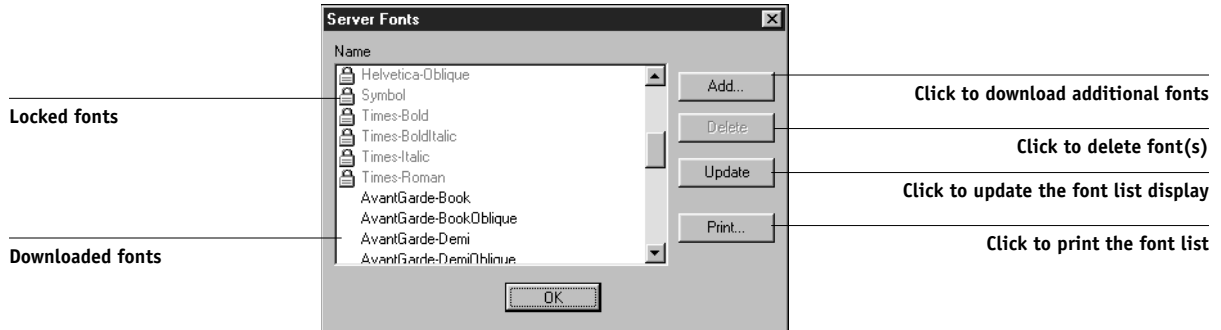 Server Fonts
Name
Helvetica-Oblique
Symbol
Times-Bold
Times-BoldItalic
Times-Italic
Times-Roman
AvantGarde-Book
AvantGarde-BookOblique
AvantGarde-Demi
AvantGarde-DemiOblique
Add...
Delete
Update
Print...
OK
Locked fonts
Downloaded fonts
Click to download additional fonts
Click to delete font(s)
Click to update the font list display
Click to print the font list